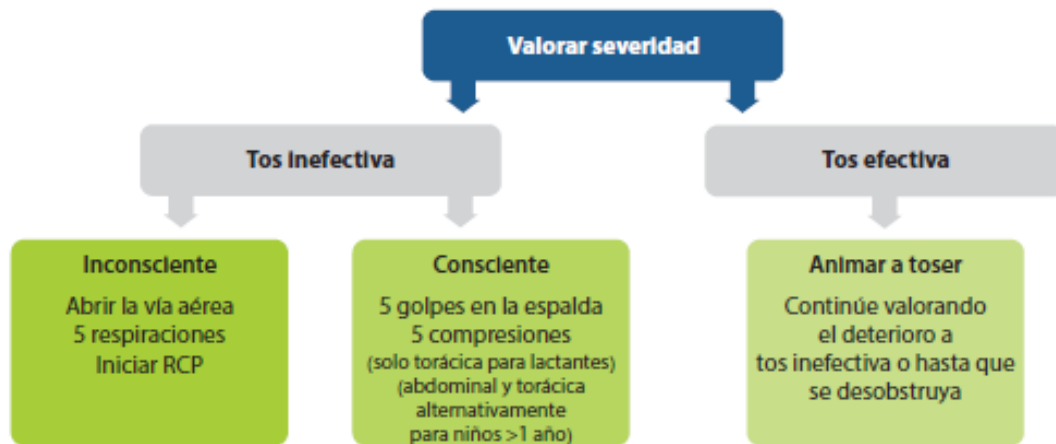 Valorar severidad
Tos inefectiva
Tos efectiva
Inconsciente
Abrir la vía aérea
5 respiraciones
Iniciar RCP
Consciente
5 golpes en la espalda
5 compresiones
(solo torácica para lactantes)
(abdominal y torácica
alternativamente
para niños >1 año)
Animar a toser
Continúe valorando
el deterioro a
tos inefectiva o hasta que
se desobstruya